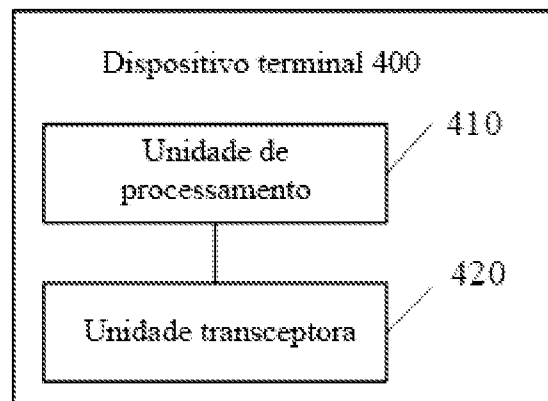 Dispositivo terminal 400
410
Unidade de
processamento
420
Unidade transceptora